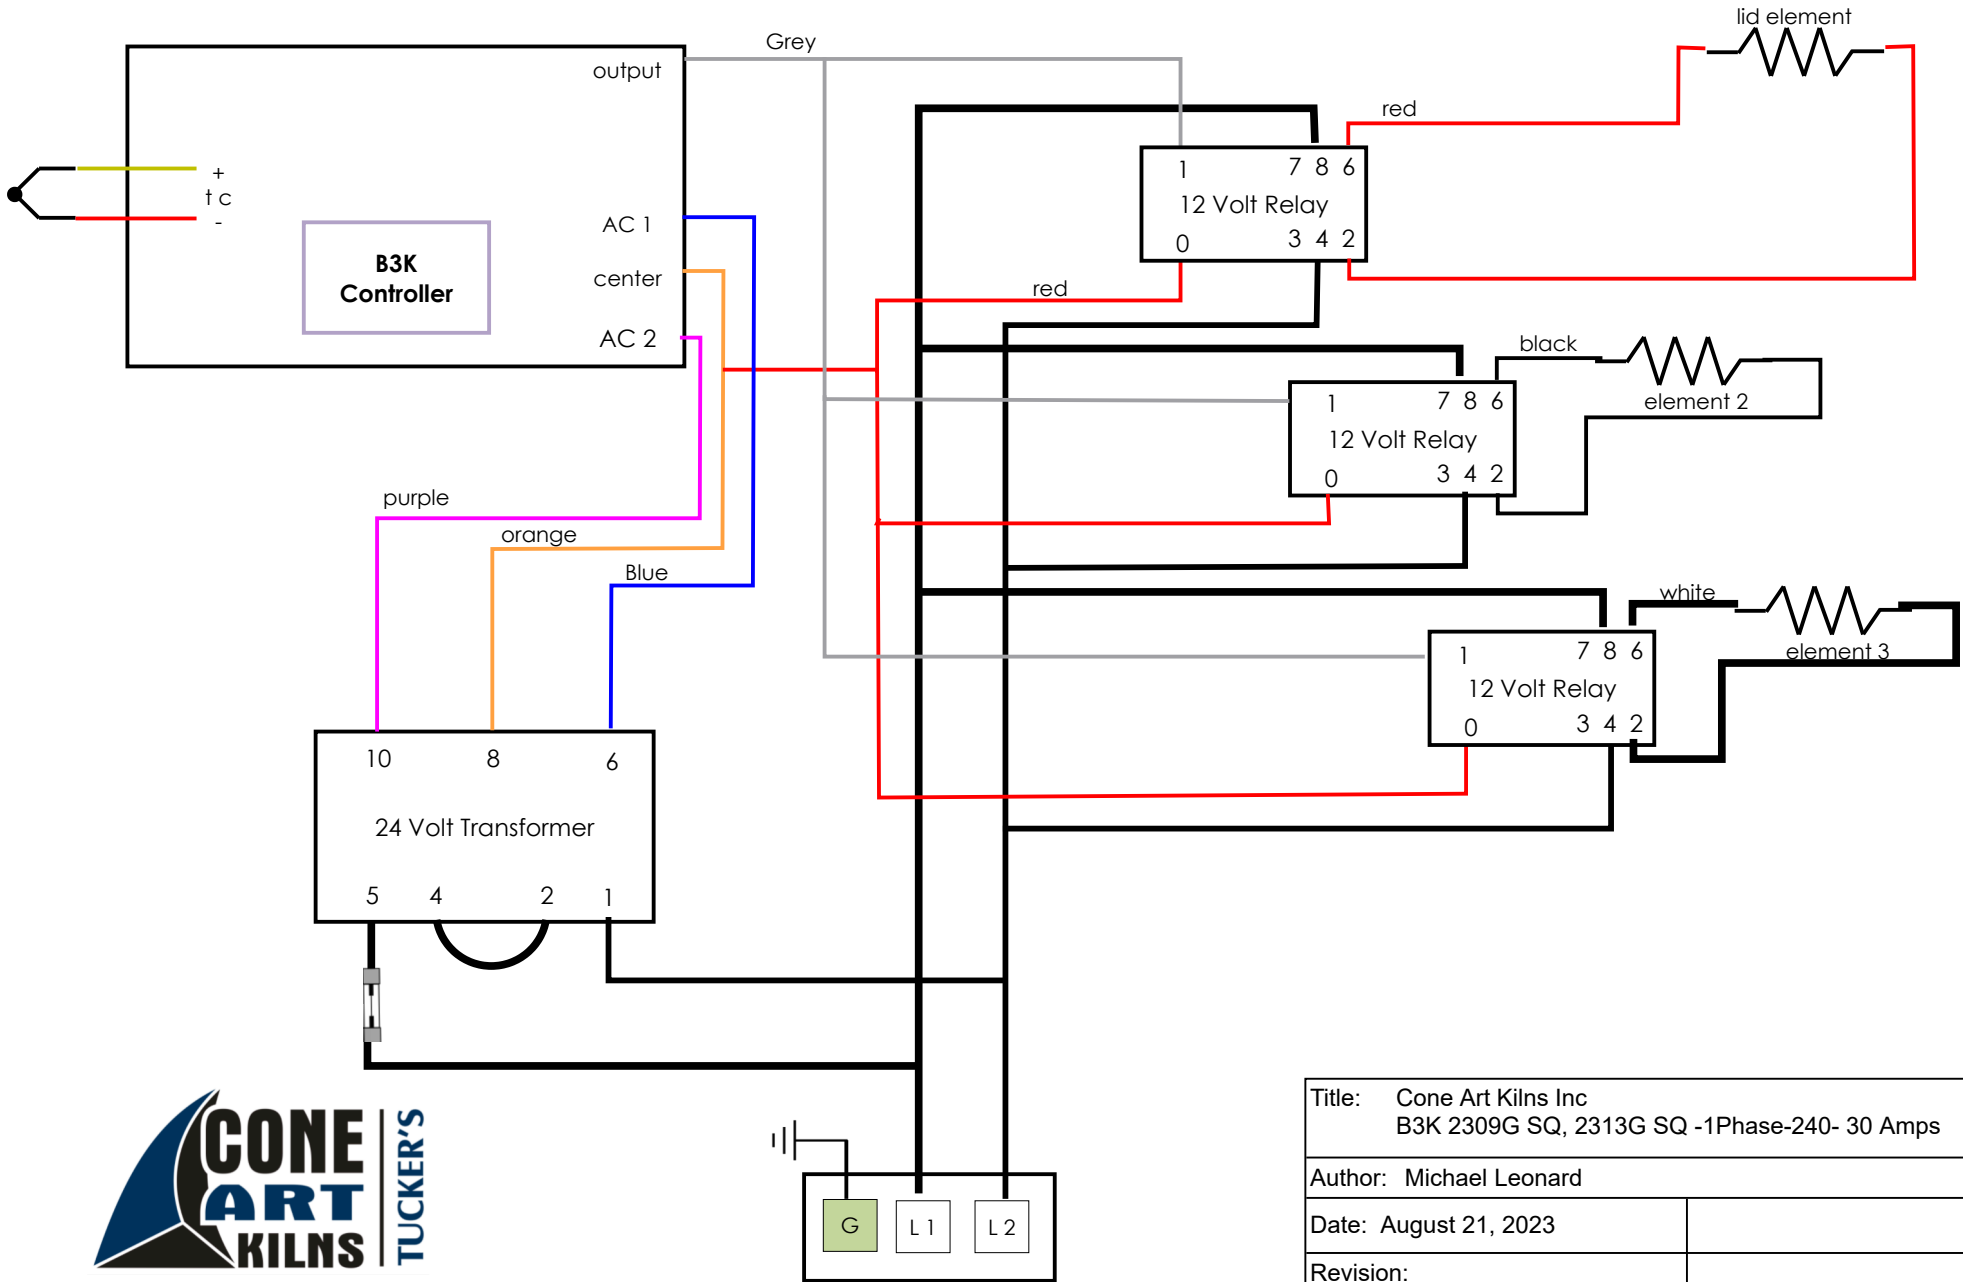 lid element
Grey
output
red
+
t c
-
AC 1
center
AC 2
B3K
Controller
1 7 8 6
12 Volt Relay
0 3 4 2
red
black
element 2
1 7 8 6
12 Volt Relay
0 3 4 2
purple
orange
Blue
white
element 3
1 7 8 6
12 Volt Relay
0 3 4 2
10 8 6
24 Volt Transformer
5 4 2 1
CONE
ART
KILNS
TUCKER'S
G L 1 L 2
Title: Cone Art Kilns Inc
B3K 2309G SQ, 2313G SQ -1Phase-240- 30 Amps
Author: Michael Leonard
Date: August 21, 2023
Revision: